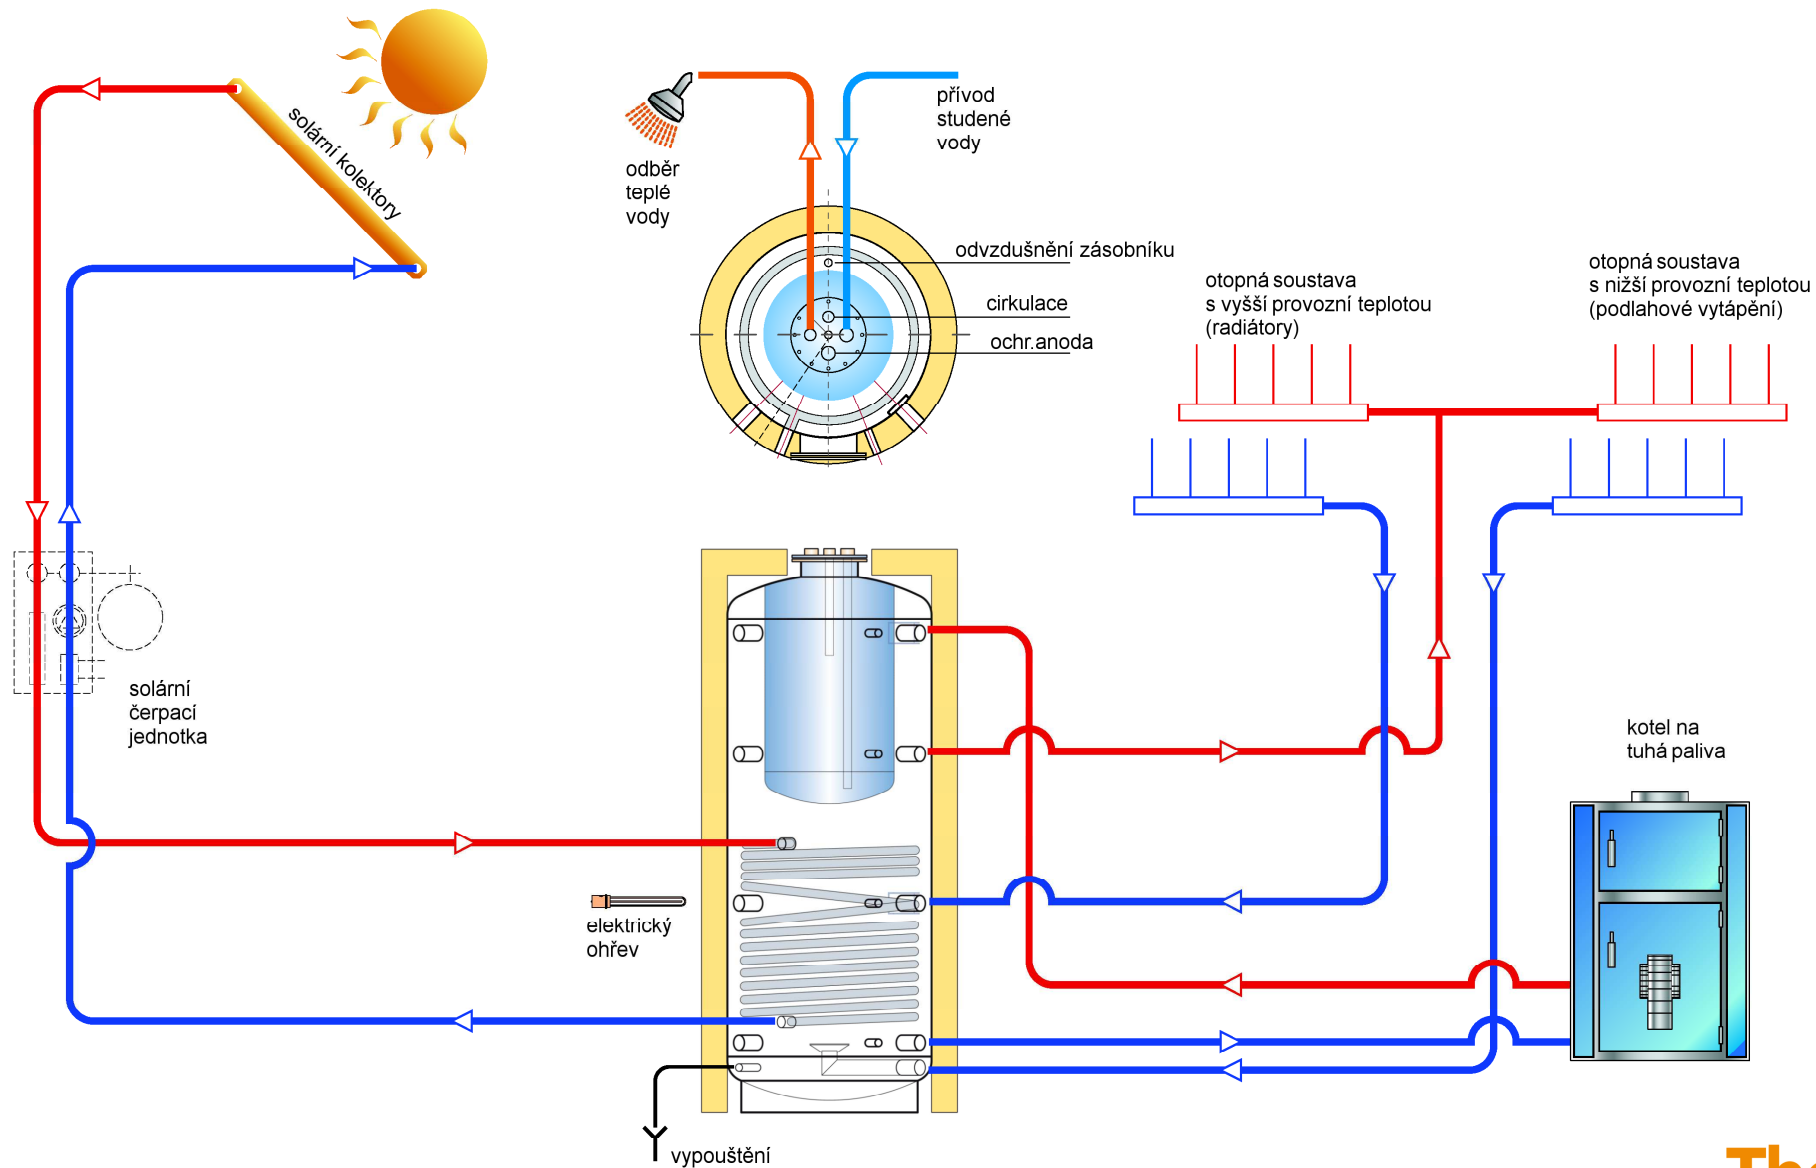 solární kolektory
odběr
teplé
vody
přívod
studené
vody
odvzdušnění zásobníku
cirkulace
ochr.anoda
otopná soustava
s vyšší provozní teplotou
(radiátory)
otopná soustava
s nižší provozní teplotou
(podlahové vytápění)
solární
čerpací
jednotka
kotel na
tuhá paliva
elektrický
ohřev
vypouštění